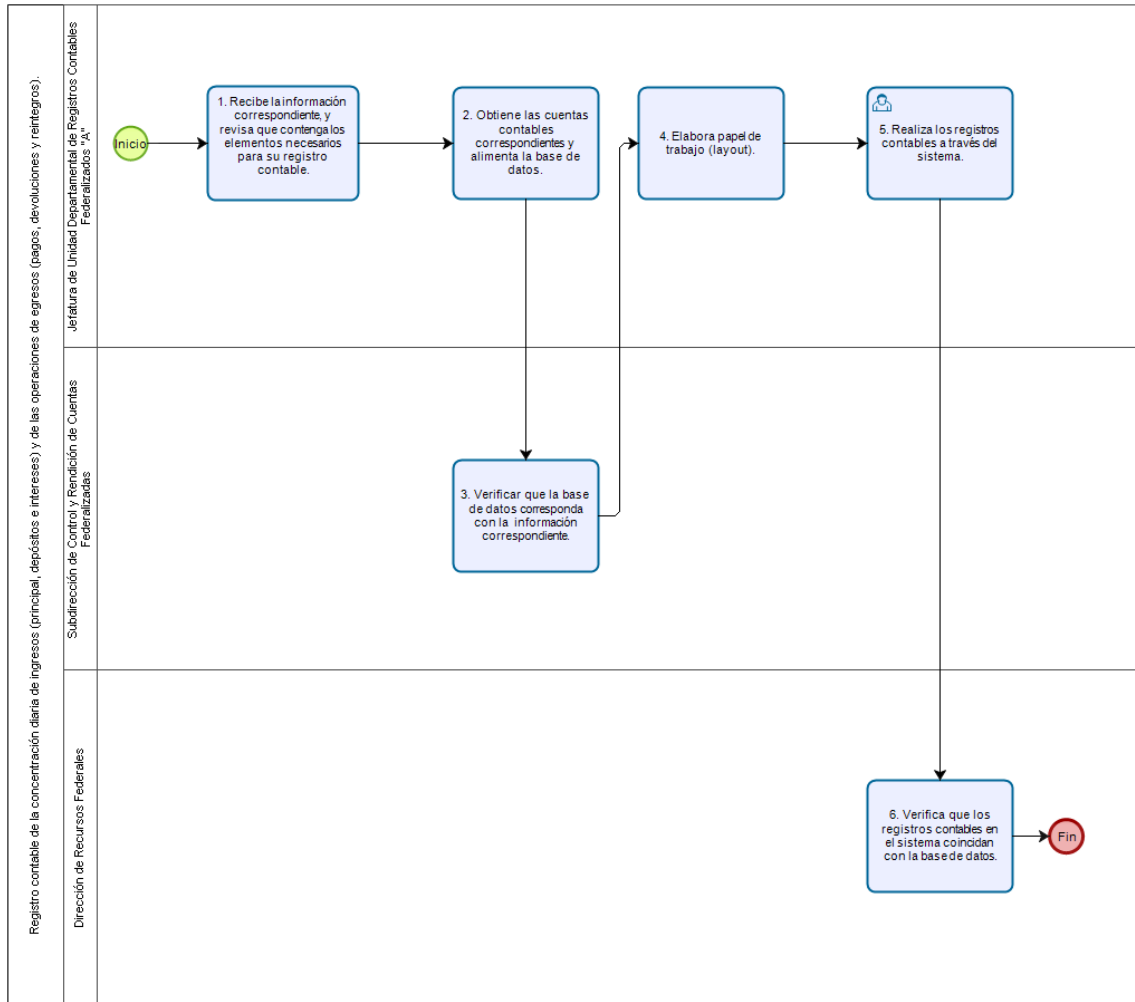 Registro contable de la concentración diaria de ingresos (principal, depósitos e intereses) y de las operaciones de egresos (pagos, devoluciones y reintegros).
Jefatura de Unidad Departamental de Registros Contables
Federalizados "A"
Inicio
1. Recibe la información
correspondiente, y
revisa que contenga los
elementos necesarios
para su registro
contable.
2. Obtiene las cuentas
contables
correspondientes y
alimenta la base de
datos.
4. Elabora papel de
trabajo (layout).
5. Realiza los registros
contables a través del
sistema.
Subdirección de Control y Rendición de Cuentas
Federalizadas
3. Verificar que la base
de datos corresponda
con la información
correspondiente.
Dirección de Recursos Federales
6. Verifica que los
registros contables en
el sistema coincidan
con la base de datos.
Fin